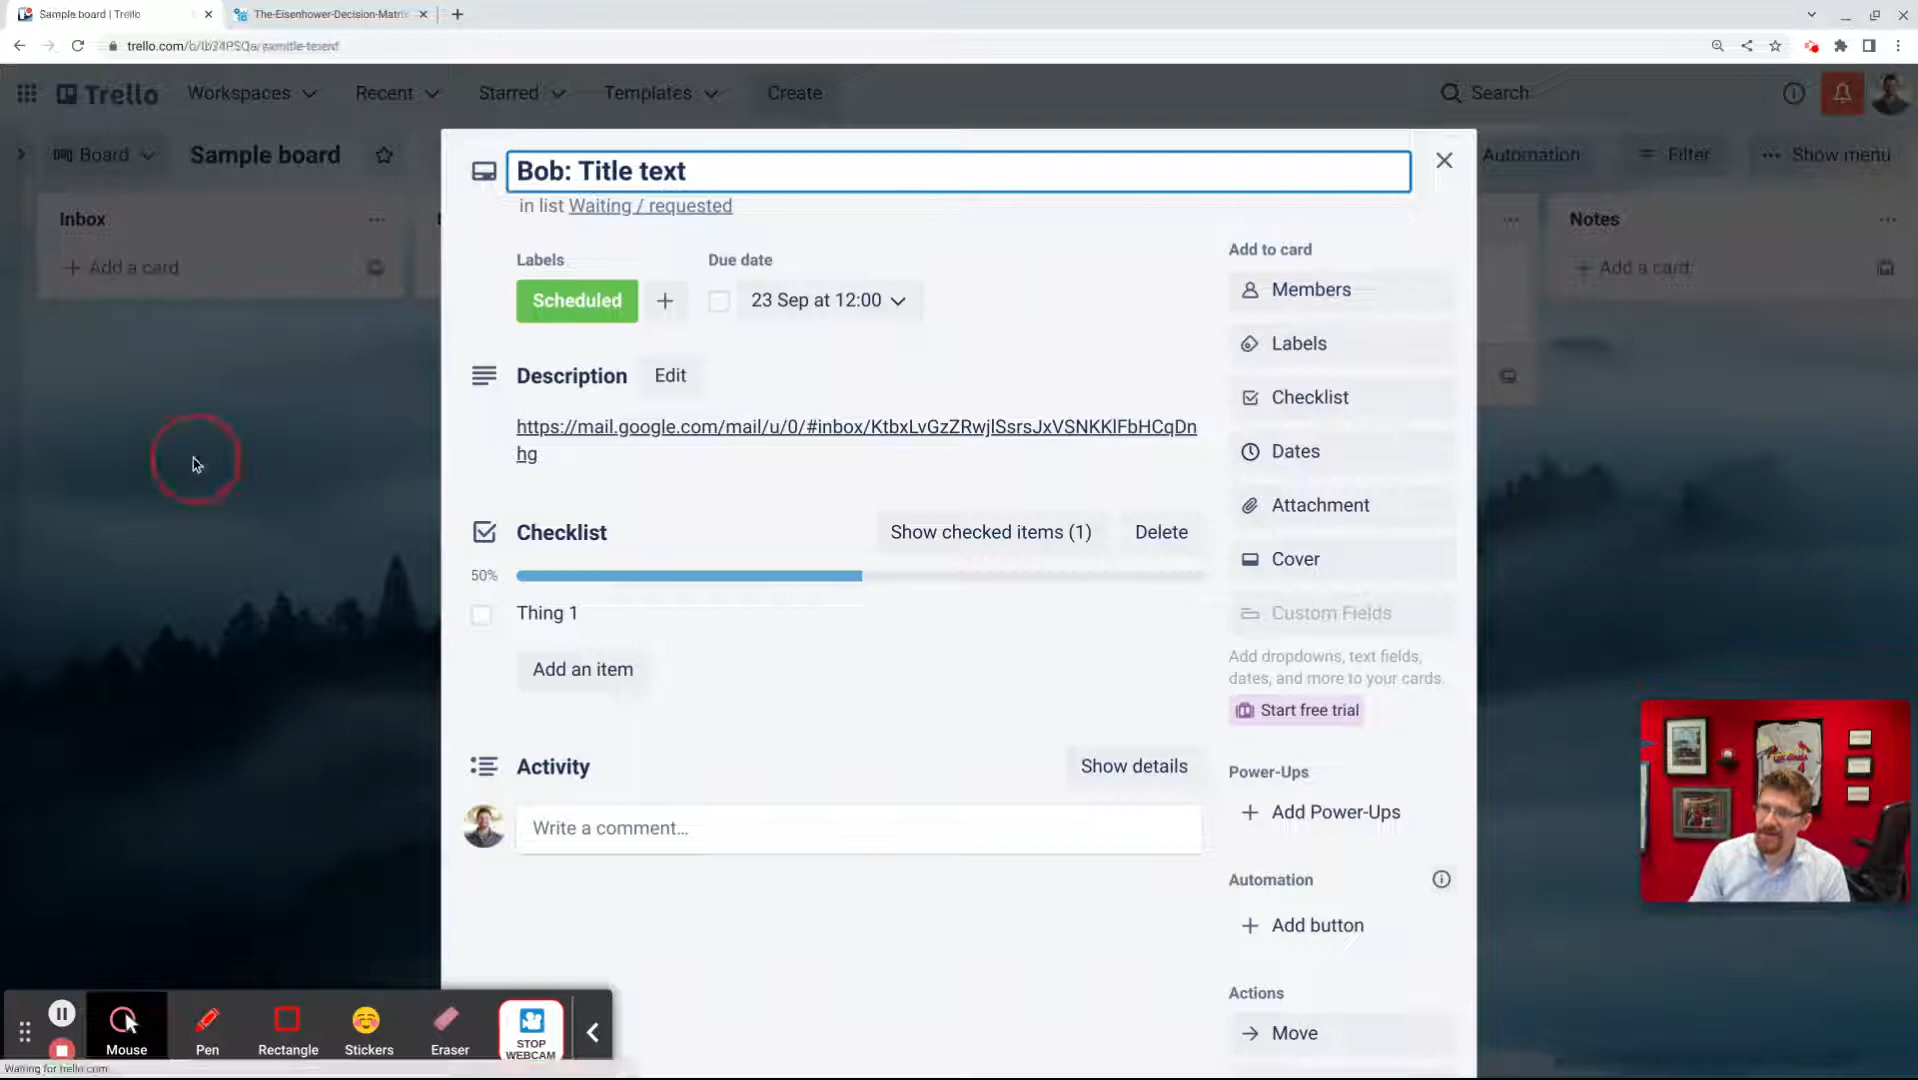 Sample board | Trello
The-Eisenhower-Decision-Matrix
Trello
Workspaces
Recent
Starred
Templates
Create
Search
Board
Sample board
Automation
Filter
Show menu
Bob: Title text
in list Waiting / requested
Inbox
Add a card
Notes
Add a card
Labels
Due date
Scheduled
23 Sep at 12:00
Description
Edit
https://mail.google.com/mail/u/0/#inbox/KtbxLvGzZRwjlSsrsJxVSNKKlFbHCqDn
hg
Checklist
Show checked items (1)
Delete
50%
Thing 1
Add an item
Activity
Show details
Write a comment…
Add to card
Members
Labels
Checklist
Dates
Attachment
Cover
Custom Fields
Add dropdowns, text fields,
dates, and more to your cards.
Start free trial
Power-Ups
Add Power-Ups
Automation
Add button
Actions
Move
Mouse
Pen
Rectangle
Stickers
Eraser
STOP
WEBCAM
Waiting for trello.com